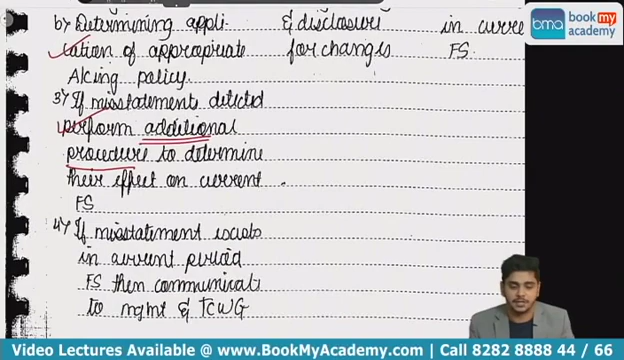 b) Determining appli-
cation of appropriate
A/cing policy.
3) If misstatement detected
perform additional
procedure to determine
their effect on current
FS
4) If misstatement exists
in current period
FS then communicate
to mgmt & TCWG
& disclosure
for changes
in curre
FS
bma book my academy
Video Lectures Available @ www.BookMyAcademy.com | Call 8282 8888 44 / 66